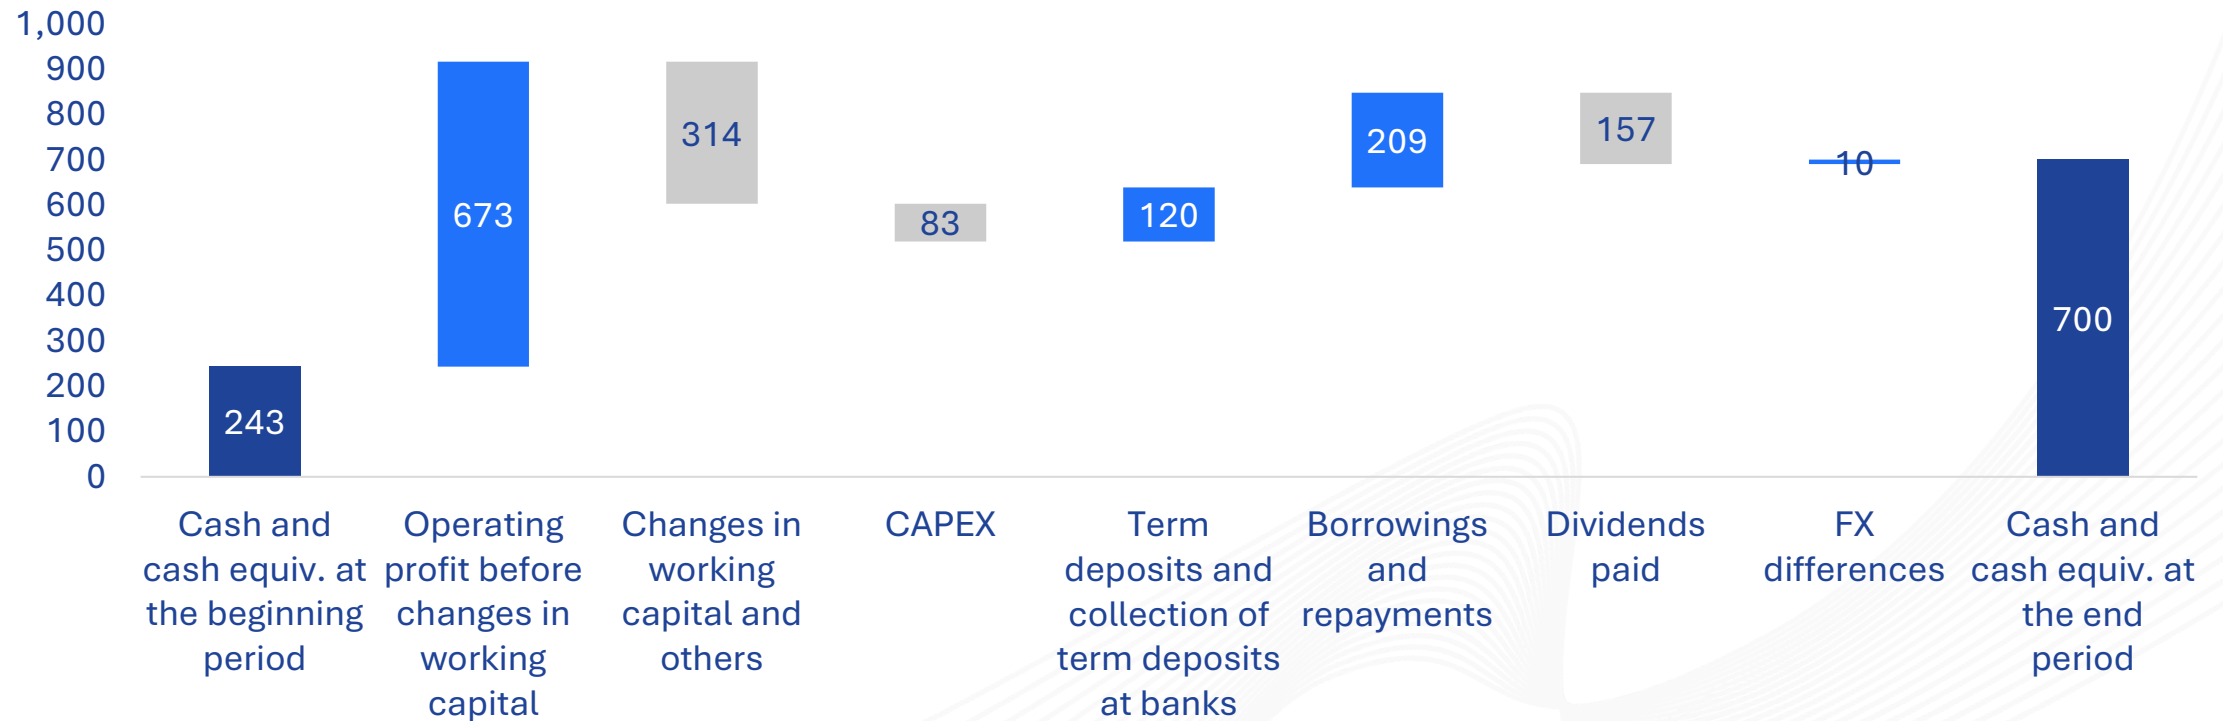 1,000
900
800
700
600
500
400
300
200
100
0
243
673
314
83
120
209
157
10
700
Cash and
cash equiv. at
the beginning
period
Operating
profit before
changes in
working
capital
Changes in
working
capital and
others
CAPEX
Term
deposits and
collection of
term deposits
at banks
Borrowings
and
repayments
Dividends
paid
FX
differences
Cash and
cash equiv. at
the end
period